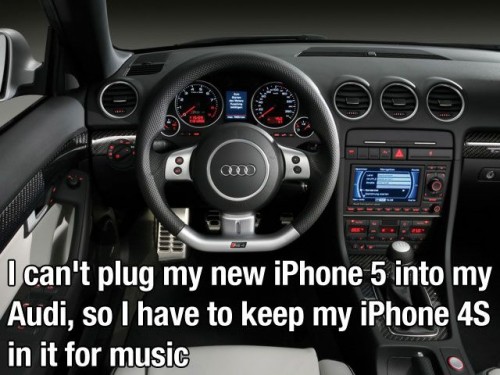 I can't plug my new iPhone 5 into my
Audi, so I have to keep my iPhone 4S
in it for music